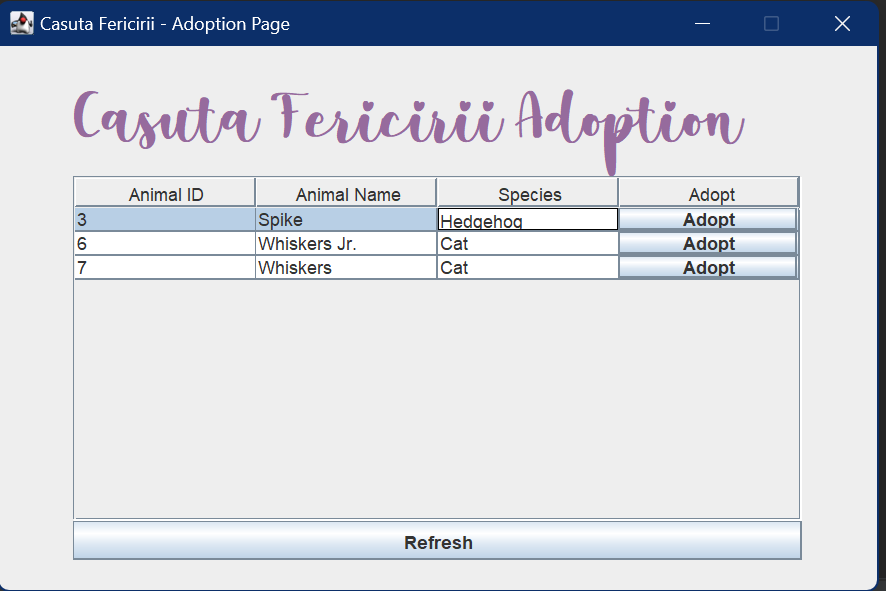 Casuta Fericirii - Adoption Page
Casuta Fericirii Adoption
Animal ID Animal Name Species Adopt
3 Spike Hedgehog Adopt
6 Whiskers Jr. Cat Adopt
7 Whiskers Cat Adopt
Refresh